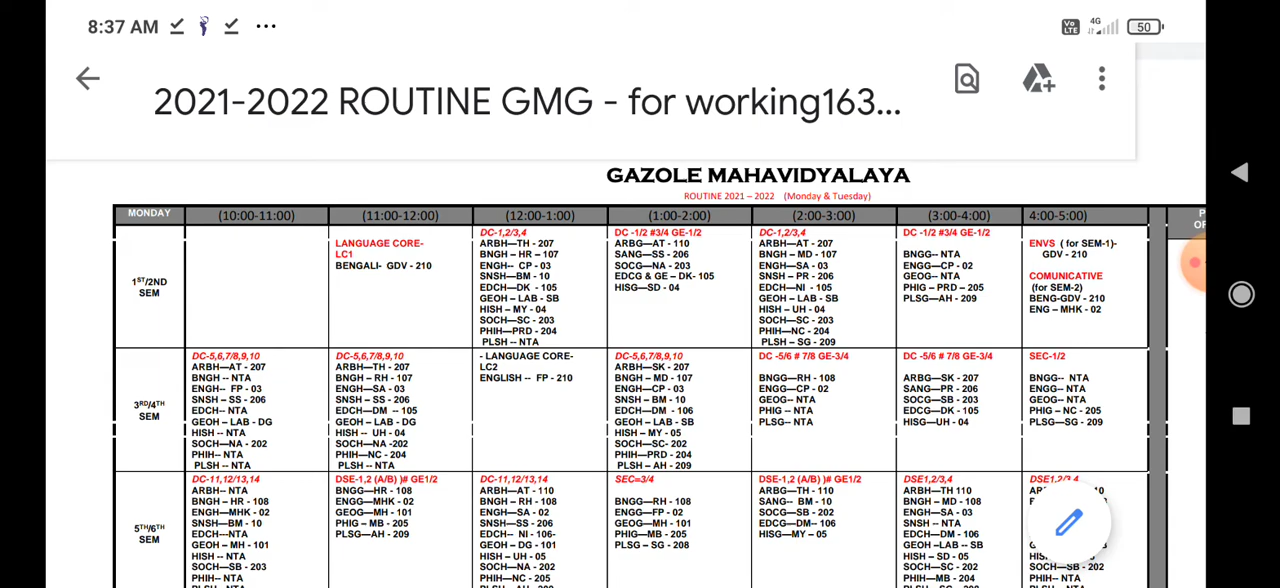 8:37 AM
Vo LTE 4G 50
2021-2022 ROUTINE GMG - for working163...
GAZOLE MAHAVIDYALAYA
ROUTINE 2021 – 2022 (Monday & Tuesday)
MONDAY (10:00-11:00) (11:00-12:00) (12:00-1:00) (1:00-2:00) (2:00-3:00) (3:00-4:00) 4:00-5:00)
1ST/2ND
SEM
LANGUAGE CORE-
LC1
BENGALI- GDV - 210
DC-1,2/3,4
ARBH—TH - 207
BNGH – HR – 107
ENGH-- CP - 03
SNSH—BM - 10
EDCH—DK - 105
GEOH – LAB - SB
HISH – MY - 04
SOCH—SC - 203
PHIH—PRD - 204
PLSH -- NTA
DC -1/2 #3/4 GE-1/2
ARBG—AT - 110
SANG—SS - 206
SOCG—NA - 203
EDCG & GE – DK- 105
HISG—SD - 04
DC-1,2/3,4
ARBH—AT - 207
BNGH – MD - 107
ENGH—SA - 03
SNSH – PR - 206
EDCH—NI - 105
GEOH – LAB - SB
HISH – UH - 04
SOCH—SC - 203
PHIH—NC - 204
PLSH – SG - 209
DC -1/2 #3/4 GE-1/2
BNGG-- NTA
ENGG—CP - 02
GEOG-- NTA
PHIG – PRD – 205
PLSG—AH - 209
ENVS ( for SEM-1)-
GDV - 210
COMUNICATIVE
(for SEM-2)
BENG-GDV - 210
ENG – MHK - 02
3RD/4TH
SEM
DC-5,6,7/8,9,10
ARBH—AT - 207
BNGH -- NTA
ENGH-- FP - 03
SNSH – SS - 206
EDCH-- NTA
GEOH – LAB - DG
HISH -- NTA
SOCH—NA - 202
PHIH-- NTA
PLSH -- NTA
DC-5,6,7/8,9,10
ARBH—TH - 207
BNGH - RH - 107
ENGH—SA - 03
SNSH – SS - 206
EDCH—DM -- 105
GEOH – LAB - DG
HISH -- UH - 04
SOCH—NA -202
PHIH—NC - 204
PLSH -- NTA
- LANGUAGE CORE-
LC2
ENGLISH -- FP - 210
DC-5,6,7/8,9,10
ARBH—SK - 207
BNGH – MD - 107
ENGH—CP - 03
SNSH – BM - 10
EDCH—DM - 106
GEOH – LAB - SB
HISH – MY - 05
SOCH—SC- 202
PHIH—PRD - 204
PLSH – AH - 209
DC -5/6 # 7/8 GE-3/4
BNGG—RH - 108
ENGG—CP - 02
GEOG-- NTA
PHIG -- NTA
PLSG-- NTA
DC -5/6 # 7/8 GE-3/4
ARBG—SK - 207
SANG—PR - 206
SOCG—SB - 203
EDCG—DK - 105
HISG—UH - 04
SEC-1/2
BNGG-- NTA
ENGG-- NTA
GEOG-- NTA
PHIG - NC - 205
PLSG—SG - 209
5TH/6TH
SEM
DC-11,12/13,14
ARBH-- NTA
BNGH – HR - 108
ENGH—MHK - 02
SNSH—BM - 10
EDCH---NTA
GEOH – MH - 101
HISH -- NTA
SOCH—SB - 203
PHIH-- NTA
DSE-1,2 (A/B) )# GE1/2
BNGG—HR - 108
ENGG—MHK - 02
GEOG—MH - 101
PHIG – MB - 205
PLSG—AH - 209
DC-11,12/13,14
ARBH—AT - 110
BNGH – RH - 108
ENGH—SA - 02
SNSH—SS - 206
EDCH-- NI - 106-
GEOH – DG - 101
HISH - UH - 05
SOCH—NA - 202
PHIH—NC - 205
SEC=3/4
BNGG—RH - 108
ENGG—FP - 02
GEOG—MH - 101
PHIG—MB - 205
PLSG – SG - 208
DSE-1,2 (A/B) )# GE1/2
ARBG—TH - 110
SANG-- BM - 10
SOCG—SB - 202
EDCG—DM-- 106
HISG—MY – 05
DSE1,2/3,4
ARBH—TH 110
BNGH – MD - 108
ENGH—SA - 03
SNSH -- NTA
EDCH—DM - 106
GEOH –LAB -- SB
HISH – SD - 05
SOCH—SC - 202
PHIH—MB - 204
DSE1,2/3,4
SOCH—SB - 202
PHIH-- NTA